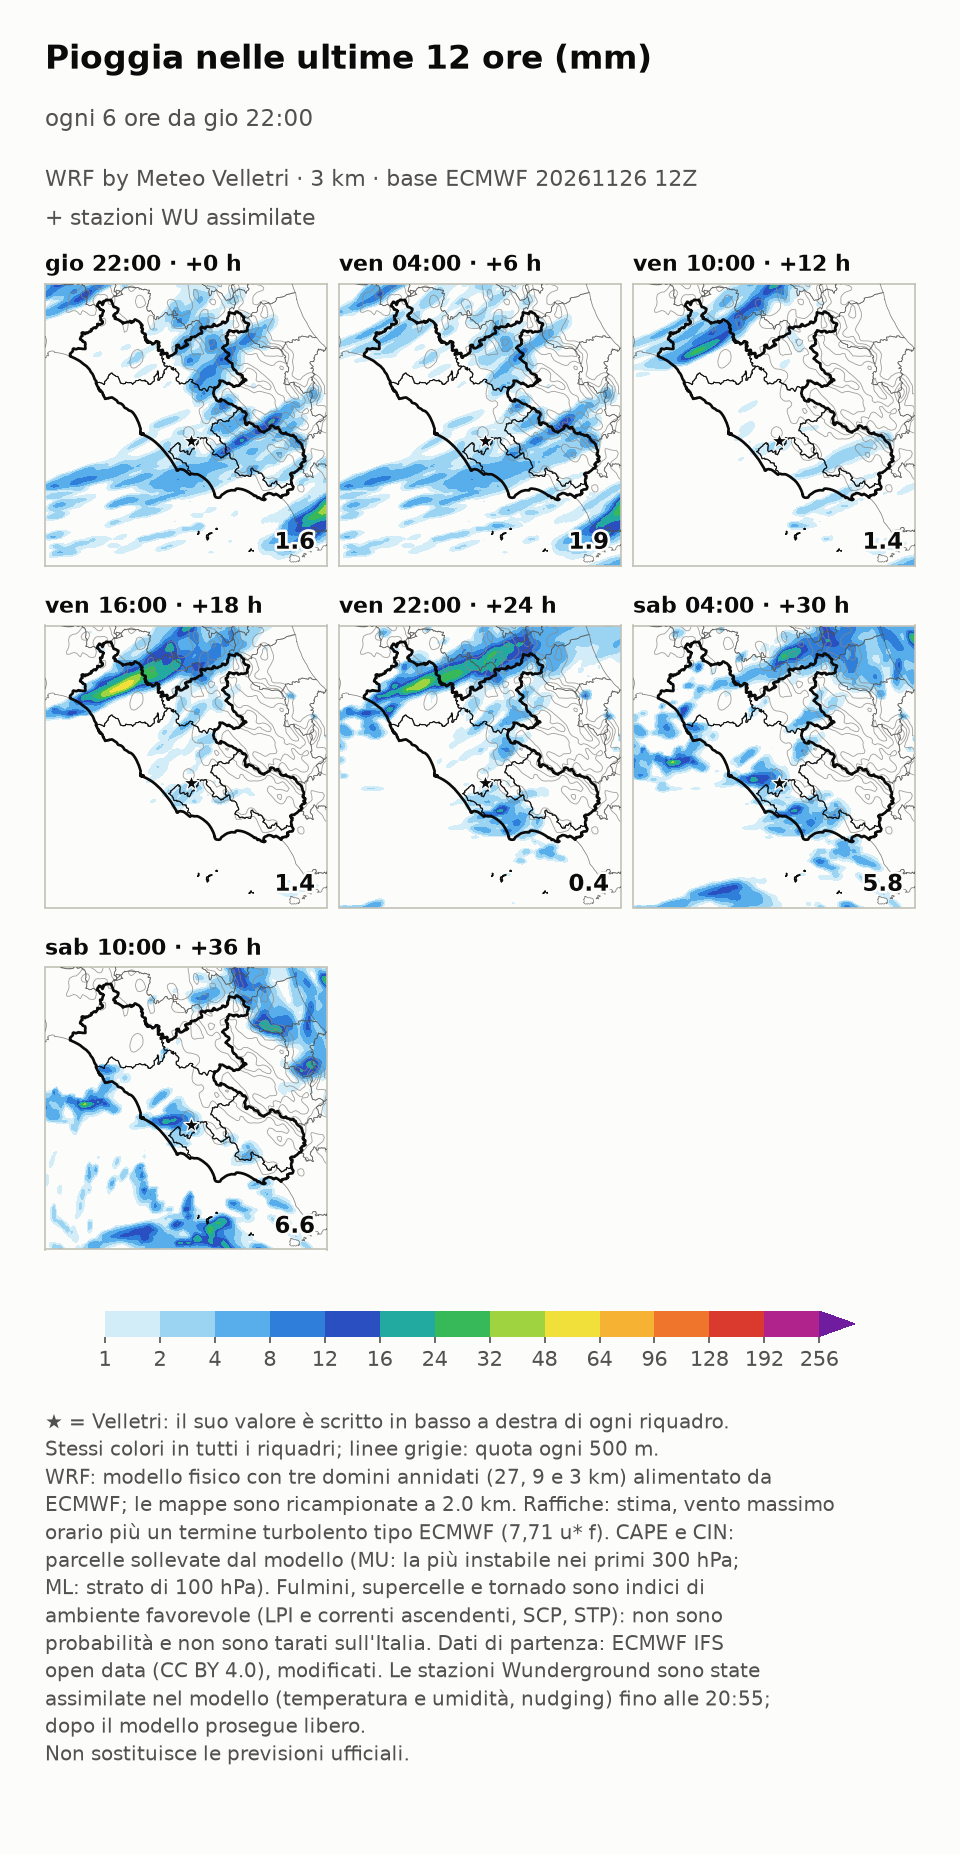 Pioggia nelle ultime 12 ore (mm)
ogni 6 ore da gio 22:00
WRF by Meteo Velletri · 3 km · base ECMWF 20261126 12Z
+ stazioni WU assimilate
gio 22:00 · +0 h
ven 04:00 · +6 h
ven 10:00 · +12 h
1.6
1.9
1.4
ven 16:00 · +18 h
ven 22:00 · +24 h
sab 04:00 · +30 h
1.4
0.4
5.8
sab 10:00 · +36 h
6.6
1 2 4 8 12 16 24 32 48 64 96 128 192 256
★ = Velletri: il suo valore è scritto in basso a destra di ogni riquadro.
Stessi colori in tutti i riquadri; linee grigie: quota ogni 500 m.
WRF: modello fisico con tre domini annidati (27, 9 e 3 km) alimentato da
ECMWF; le mappe sono ricampionate a 2.0 km. Raffiche: stima, vento massimo
orario più un termine turbolento tipo ECMWF (7,71 u* f). CAPE e CIN:
parcelle sollevate dal modello (MU: la più instabile nei primi 300 hPa;
ML: strato di 100 hPa). Fulmini, supercelle e tornado sono indici di
ambiente favorevole (LPI e correnti ascendenti, SCP, STP): non sono
probabilità e non sono tarati sull'Italia. Dati di partenza: ECMWF IFS
open data (CC BY 4.0), modificati. Le stazioni Wunderground sono state
assimilate nel modello (temperatura e umidità, nudging) fino alle 20:55;
dopo il modello prosegue libero.
Non sostituisce le previsioni ufficiali.